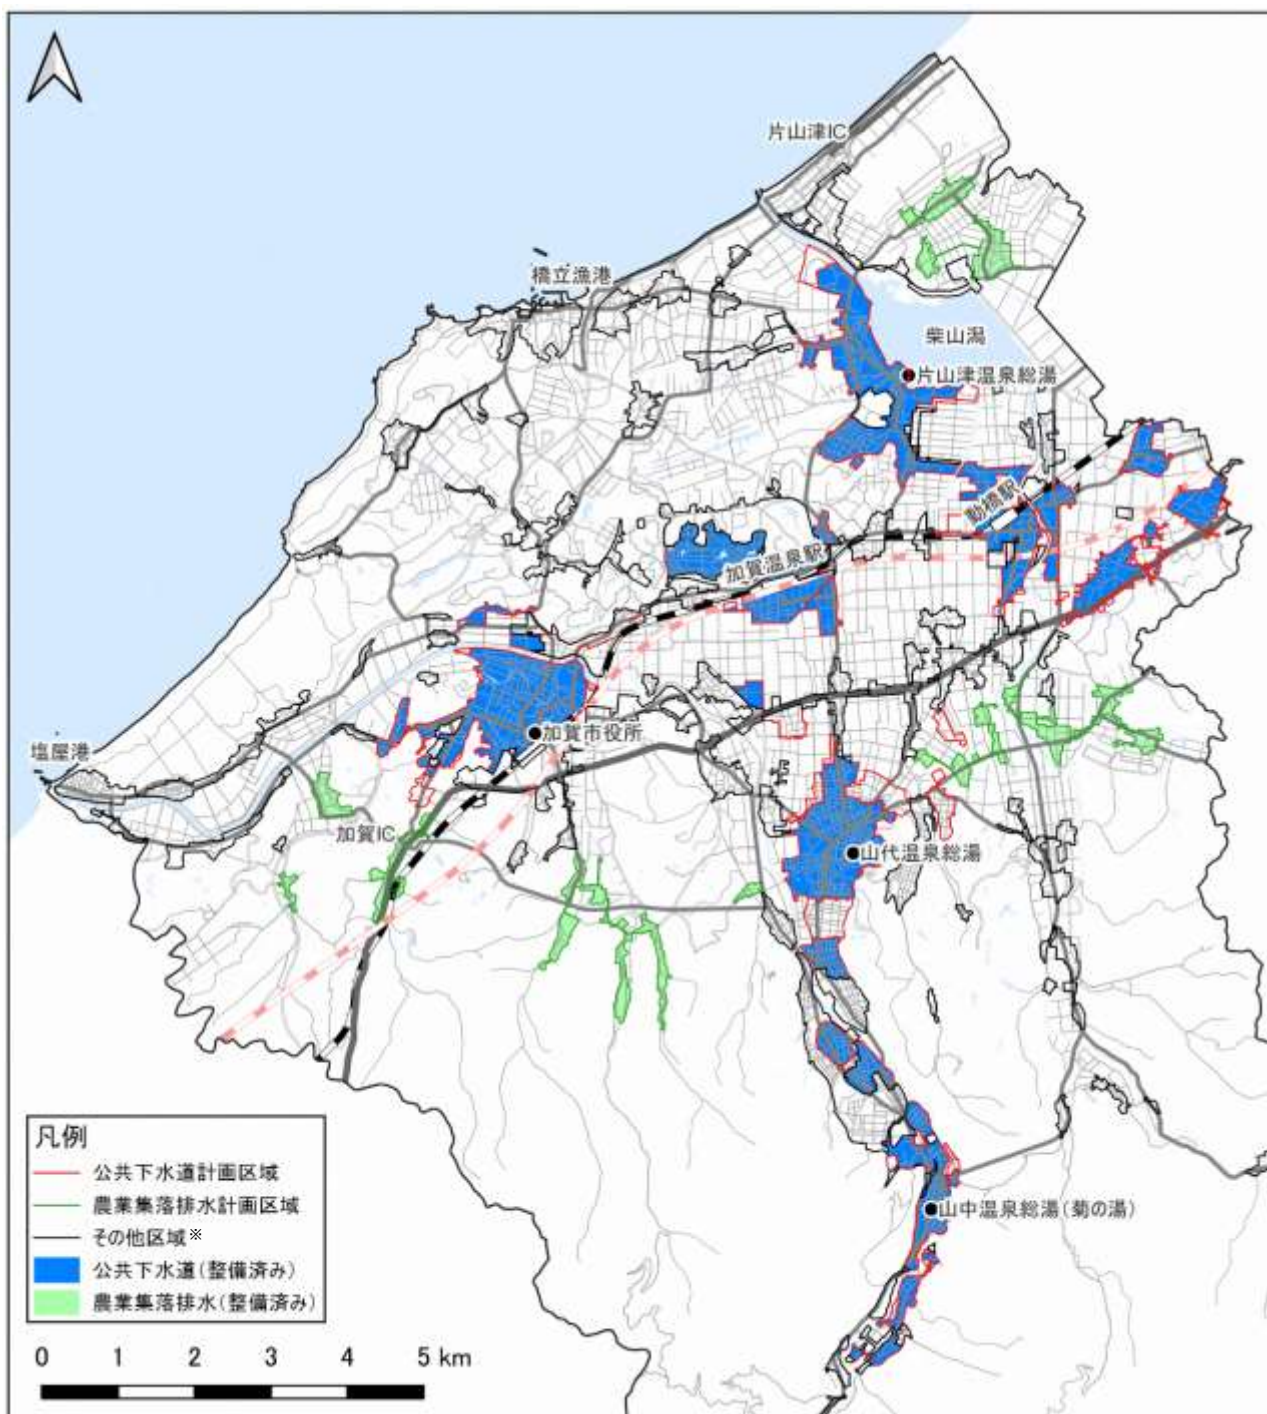 片山津IC
橋立漁港
柴山潟
片山津温泉総湯
動橋駅
加賀温泉駅
加賀市役所
塩屋港
加賀IC
山代温泉総湯
山中温泉総湯(菊の湯)
凡例
公共下水道計画区域
農業集落排水計画区域
その他区域※
公共下水道(整備済み)
農業集落排水(整備済み)
0 1 2 3 4 5 km